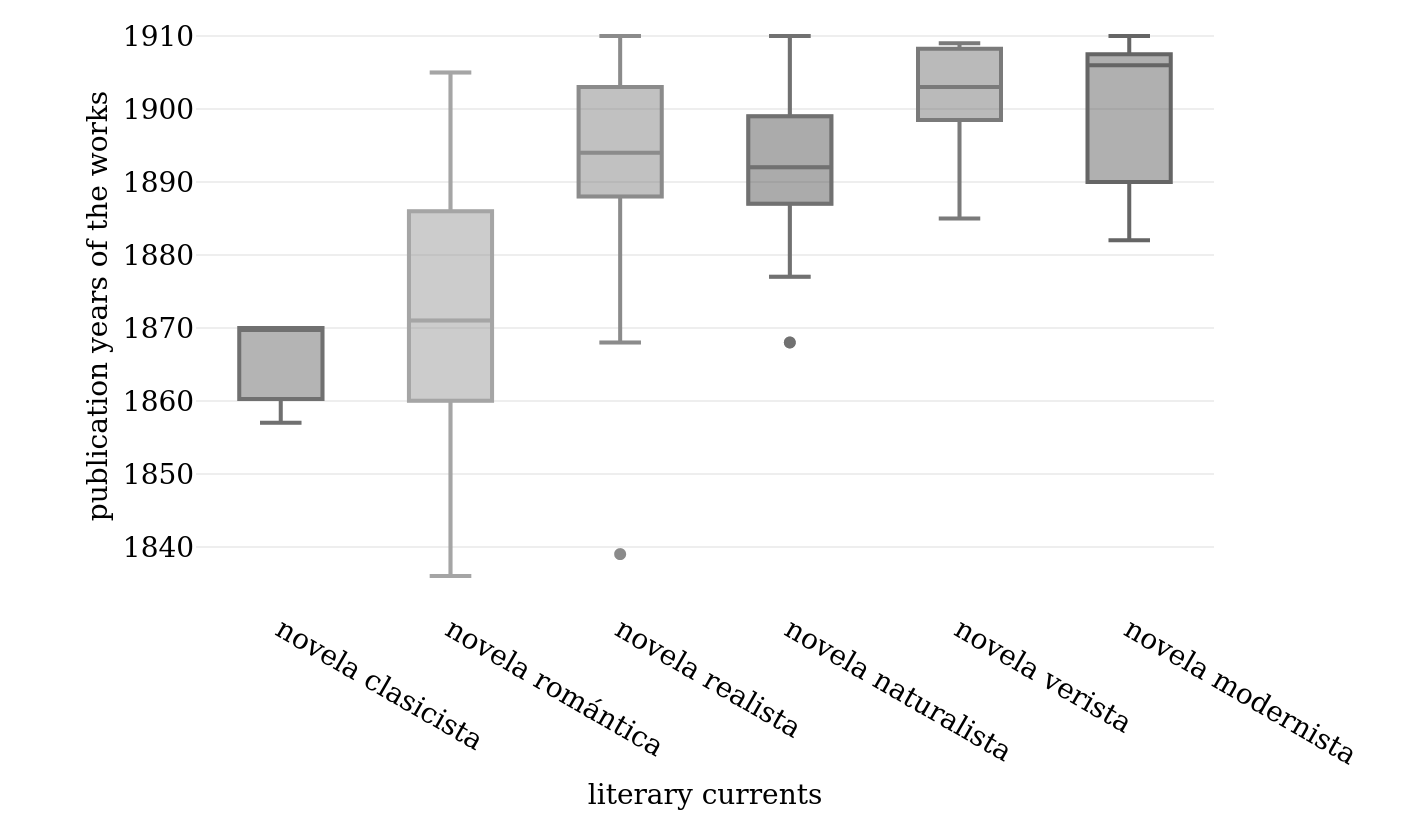 publication years of the works
1910
1900
1890
1880
1870
1860
1850
1840
novela clasicista
novela romántica
novela realista
novela naturalista
novela verista
novela modernista
literary currents